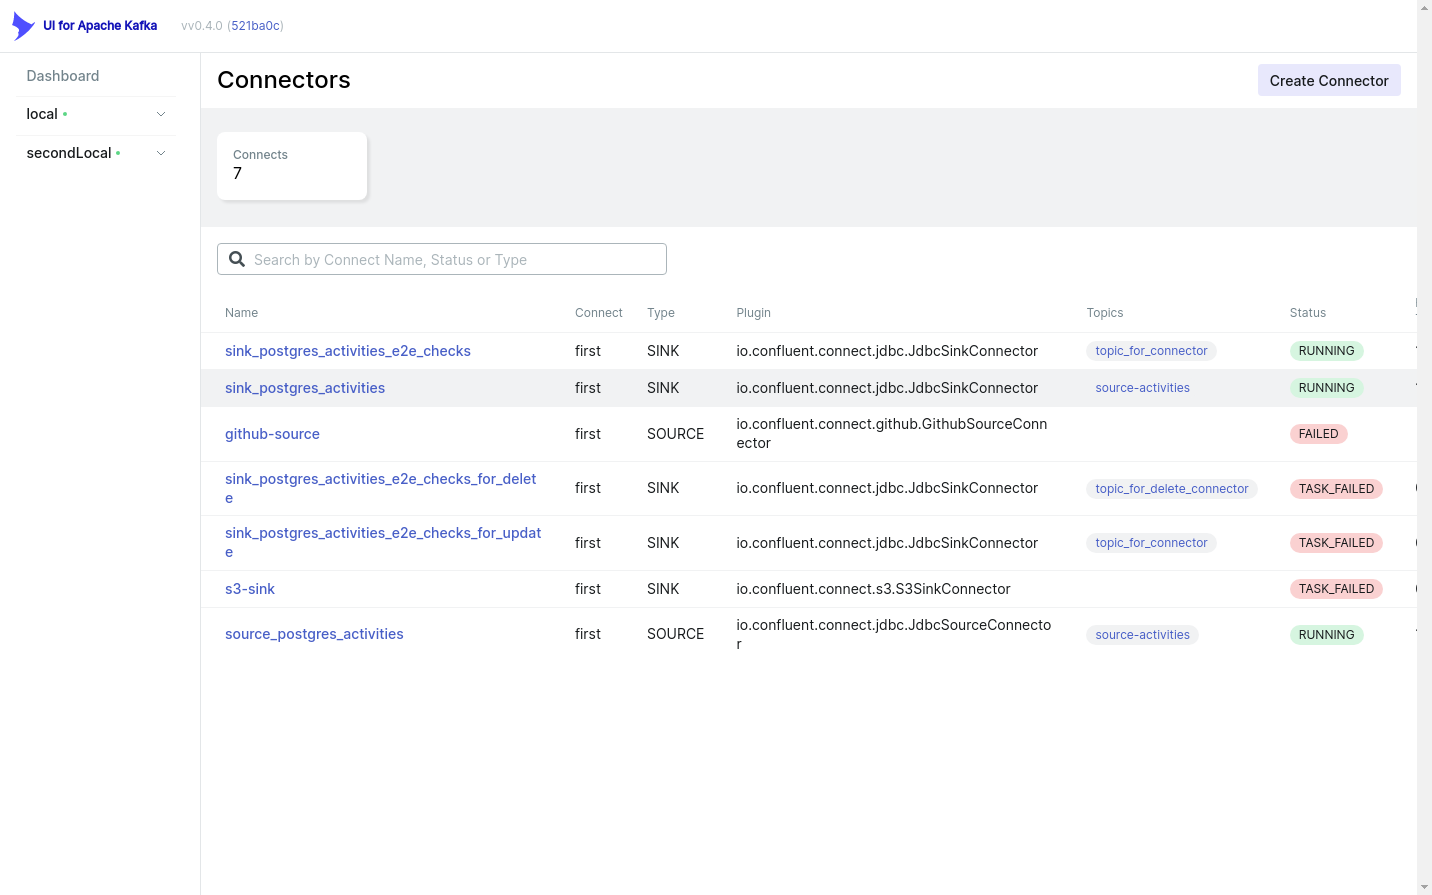 UI for Apache Kafka vv0.4.0 (521ba0c)
Dashboard
local
secondLocal
Connectors
Create Connector
Connects
7
Search by Connect Name, Status or Type
Name Connect Type Plugin Topics Status
sink_postgres_activities_e2e_checks first SINK io.confluent.connect.jdbc.JdbcSinkConnector topic_for_connector RUNNING
sink_postgres_activities first SINK io.confluent.connect.jdbc.JdbcSinkConnector source-activities RUNNING
github-source first SOURCE io.confluent.connect.github.GithubSourceConn
ector FAILED
sink_postgres_activities_e2e_checks_for_delet
e first SINK io.confluent.connect.jdbc.JdbcSinkConnector topic_for_delete_connector TASK_FAILED
sink_postgres_activities_e2e_checks_for_updat
e first SINK io.confluent.connect.jdbc.JdbcSinkConnector topic_for_connector TASK_FAILED
s3-sink first SINK io.confluent.connect.s3.S3SinkConnector TASK_FAILED
source_postgres_activities first SOURCE io.confluent.connect.jdbc.JdbcSourceConnecto
r source-activities RUNNING